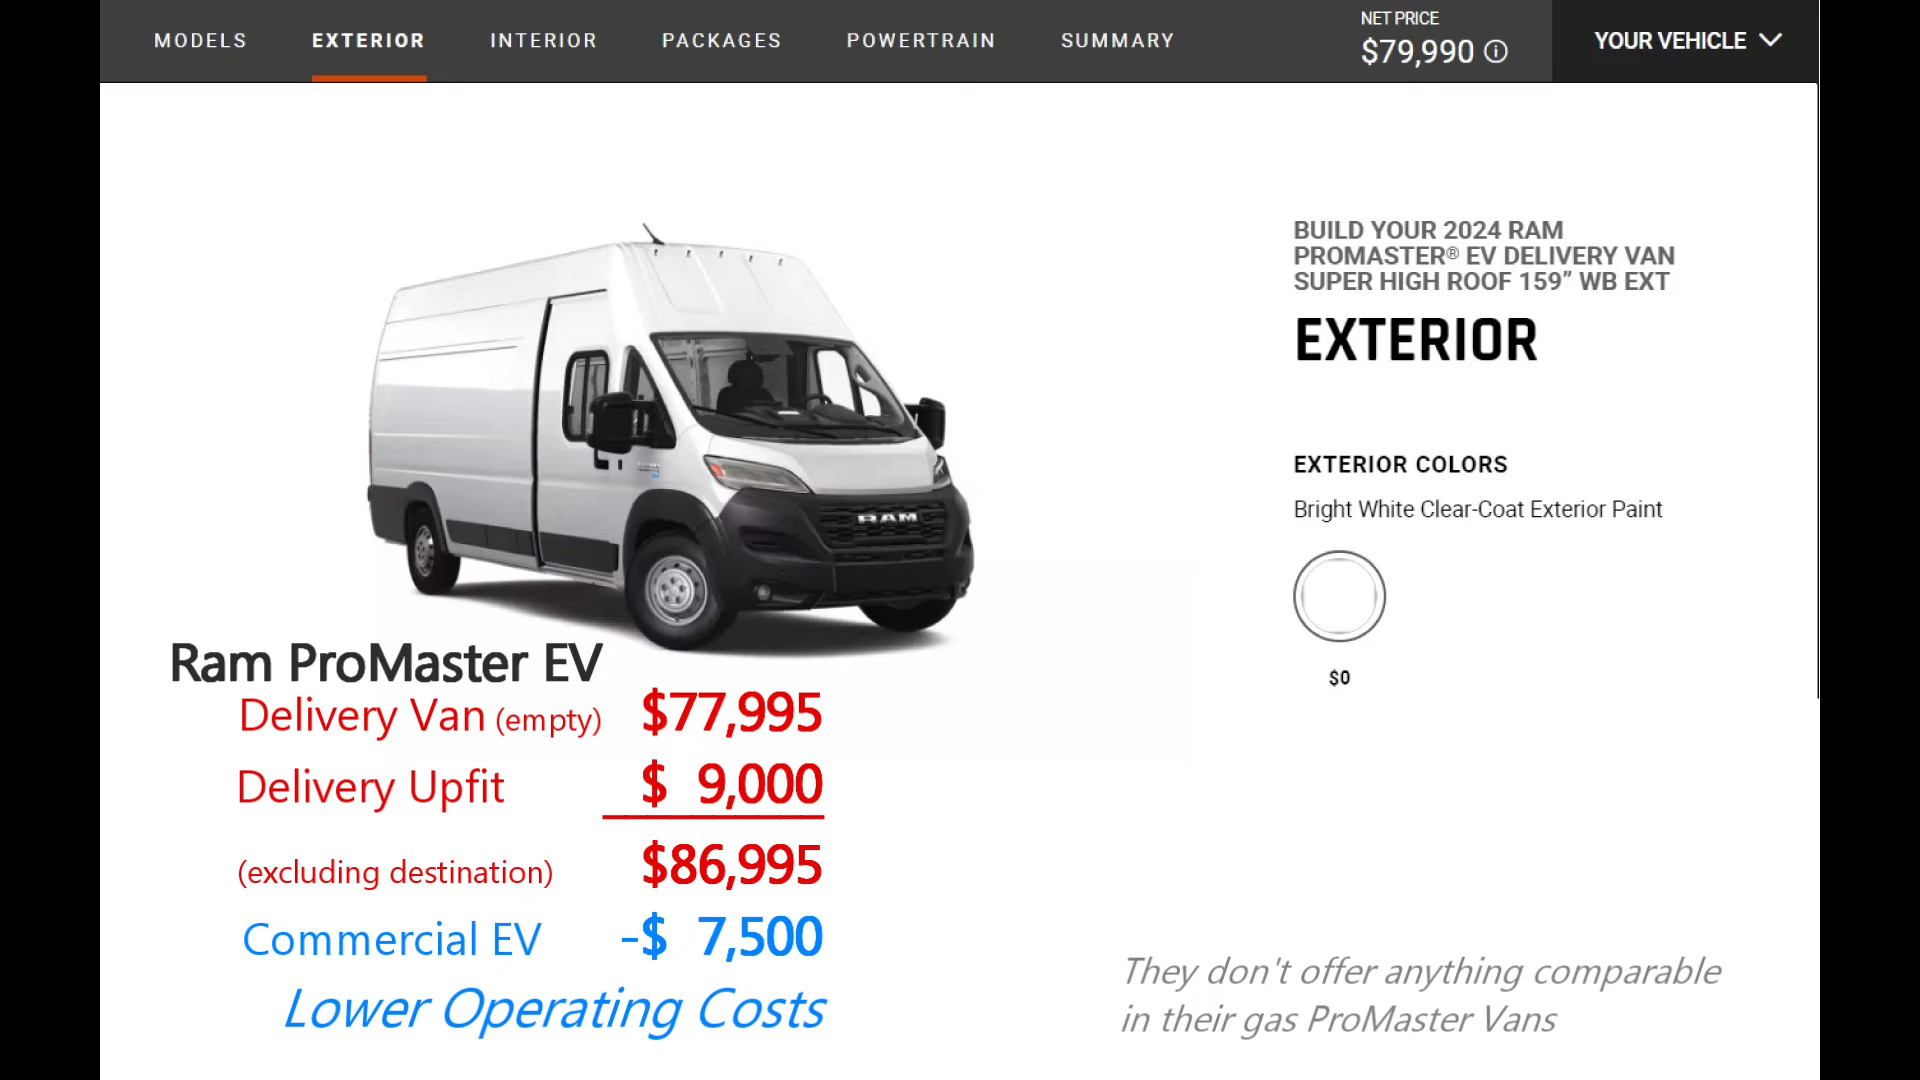 MODELS EXTERIOR INTERIOR PACKAGES POWERTRAIN SUMMARY
NET PRICE
$79,990
YOUR VEHICLE
BUILD YOUR 2024 RAM
PROMASTER® EV DELIVERY VAN
SUPER HIGH ROOF 159” WB EXT
EXTERIOR
EXTERIOR COLORS
Bright White Clear-Coat Exterior Paint
$0
RAM
Ram ProMaster EV
Delivery Van (empty) $77,995
Delivery Upfit $ 9,000
(excluding destination) $86,995
Commercial EV -$ 7,500
Lower Operating Costs
They don't offer anything comparable
in their gas ProMaster Vans